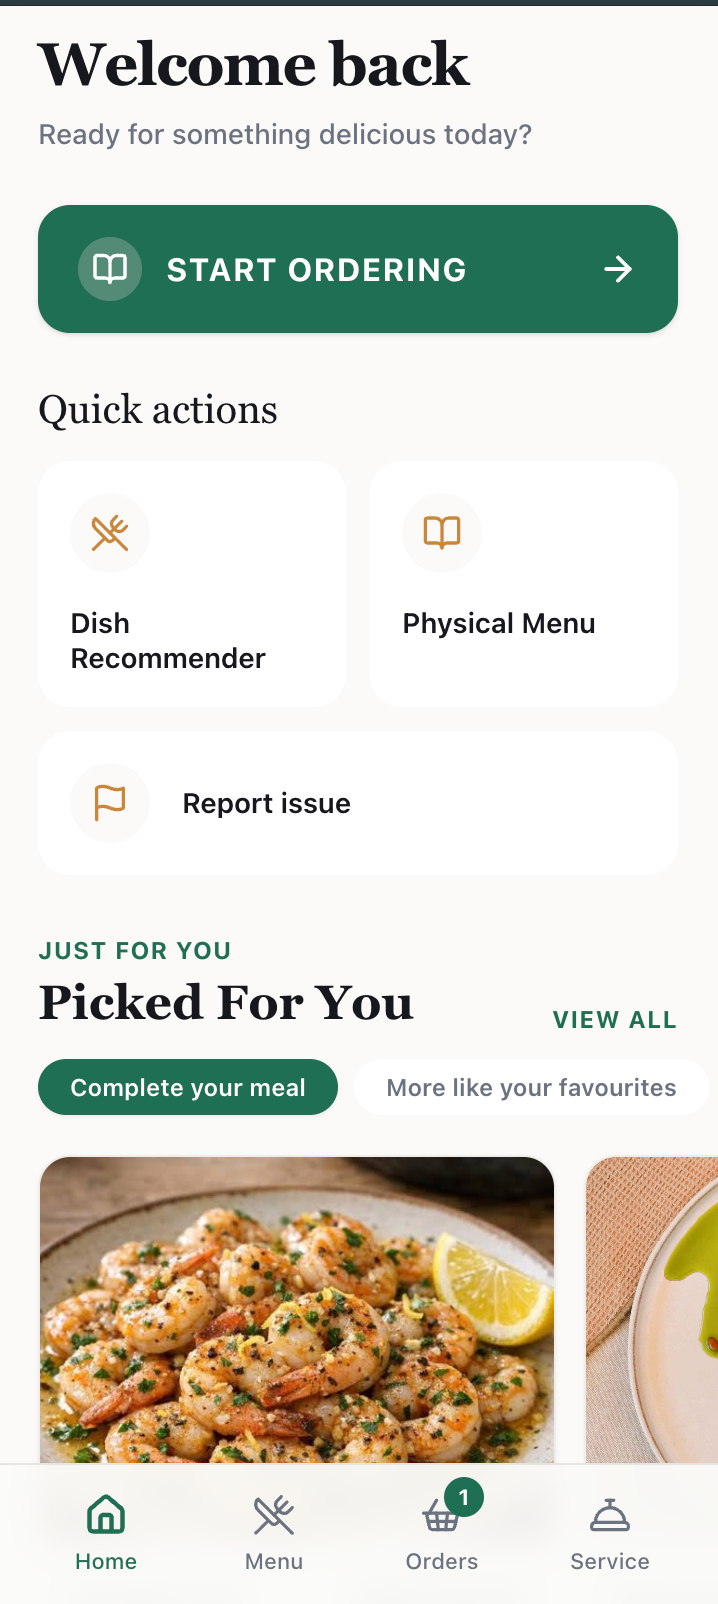 Welcome back
Ready for something delicious today?
START ORDERING
Quick actions
Dish
Recommender
Physical Menu
Report issue
JUST FOR YOU
Picked For You
VIEW ALL
Complete your meal
More like your favourites
1
Home
Menu
Orders
Service